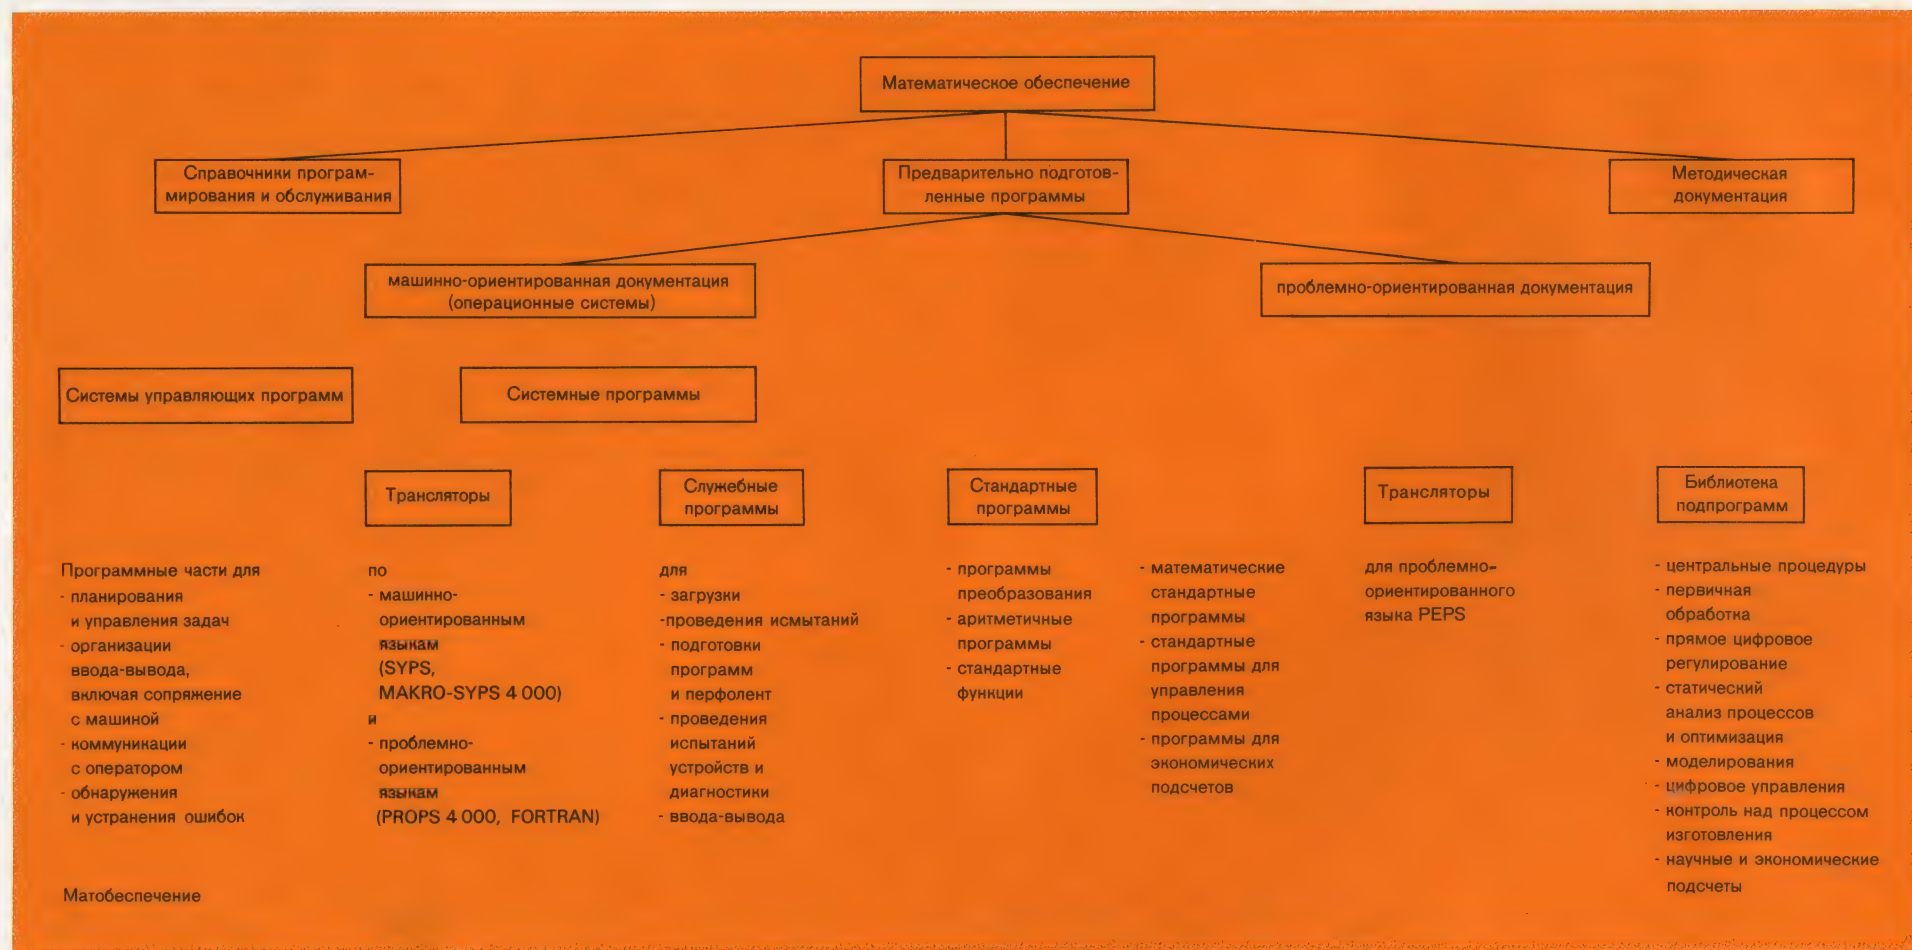 Математическое обеспечение
Справочники програм-
мирования и обслуживания
Предварительно подготов-
ленные программы
Методическая
документация
машинно-ориентированная документация
(операционные системы)
проблемно-ориентированная документация
Системы управляющих программ
Системные программы
Трансляторы
Служебные
программы
Стандартные
программы
Трансляторы
Библиотека
подпрограмм
Программные части для
- планирования
и управления задач
- организации
ввода-вывода,
включая сопряжение
с машиной
- коммуникации
с оператором
- обнаружения
и устранения ошибок
по
- машинно-
ориентированным
языкам
(SYPS,
MAKRO-SYPS 4 000)
и
- проблемно-
ориентированным
языкам
(PROPS 4 000, FORTRAN)
для
- загрузки
-проведения исмытаний
- подготовки
программ
и перфолент
- проведения
испытаний
устройств и
диагностики
- ввода-вывода
- программы
преобразования
- аритметичные
программы
- стандартные
функции
- математические
стандартные
программы
- стандартные
программы для
управления
процессами
- программы для
экономических
подсчетов
для проблемно-
ориентированного
языка PEPS
- центральные процедуры
- первичная
обработка
- прямое цифровое
регулирование
- статический
анализ процессов
и оптимизация
- моделирования
- цифровое управления
- контроль над процессом
изготовления
- научные и экономические
подсчеты
Матобеспечение